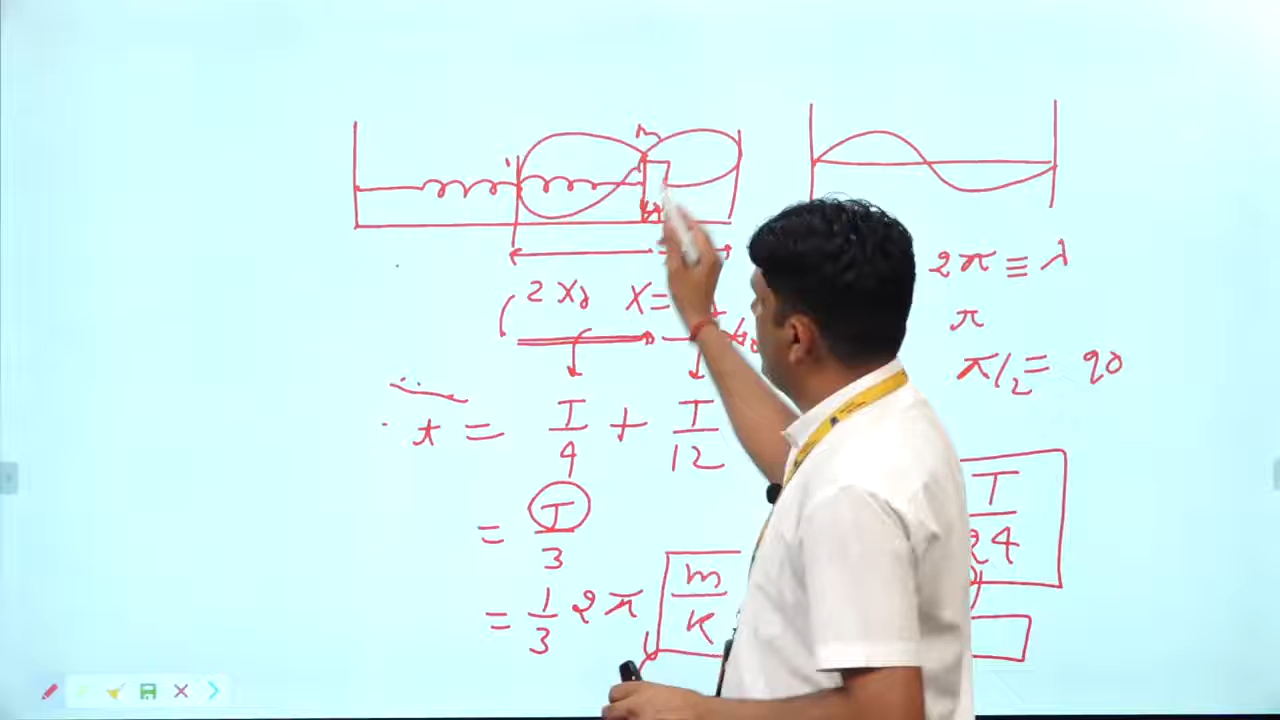 m
2x₀ x=
2π ≡ λ
π
π/2 = 90
t = T/4 + T/12
= T/3
T/24
= 1/3 2π m/K